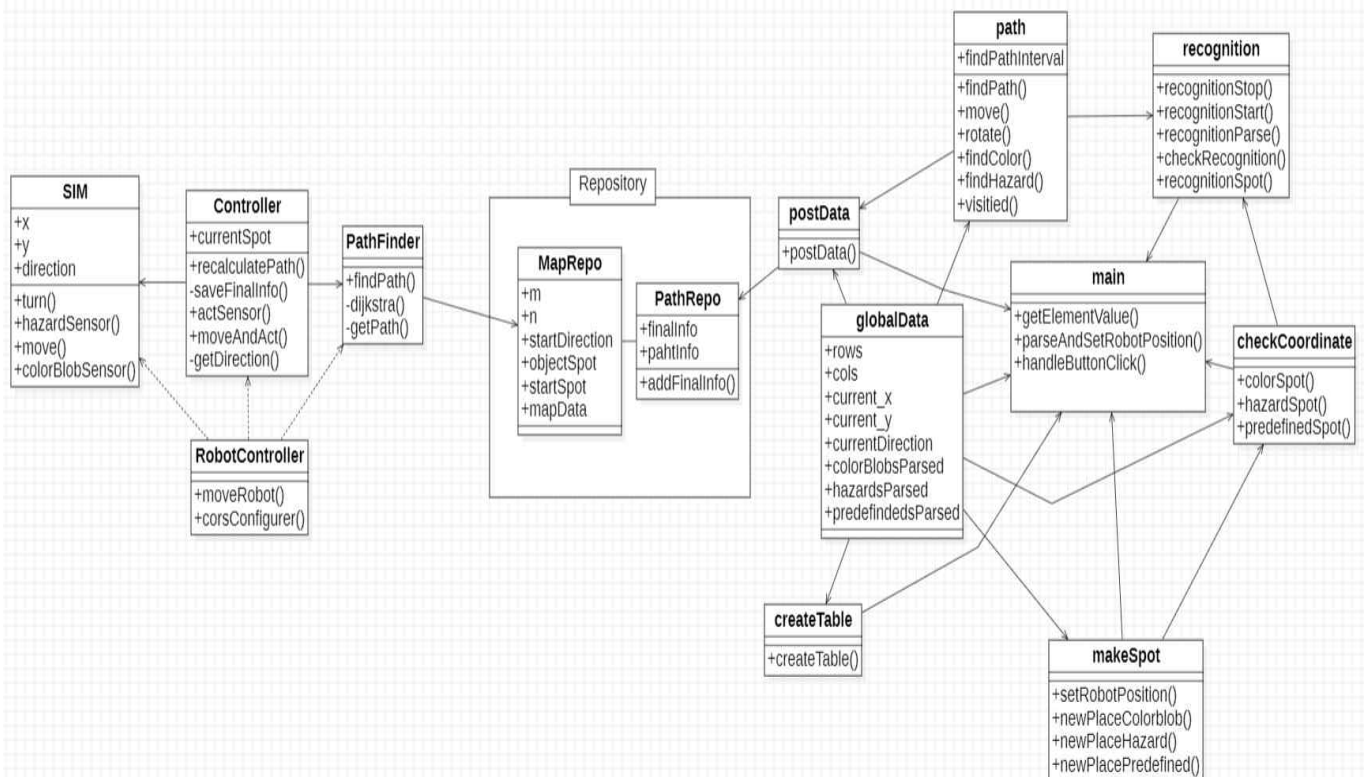 SIM
+x
+y
+direction
+turn()
+hazardSensor()
+move()
+colorBlobSensor()
Controller
+currentSpot
+recalculatePath()
-saveFinalInfo()
+actSensor()
+moveAndAct()
-getDirection()
PathFinder
+findPath()
-dijkstra()
-getPath()
RobotController
+moveRobot()
+corsConfigurer()
Repository
MapRepo
+m
+n
+startDirection
+objectSpot
+startSpot
+mapData
PathRepo
+finalInfo
+pahtInfo
+addFinalInfo()
postData
+postData()
path
+findPathInterval
+findPath()
+move()
+rotate()
+findColor()
+findHazard()
+visitied()
recognition
+recognitionStop()
+recognitionStart()
+recognitionParse()
+checkRecognition()
+recognitionSpot()
globalData
+rows
+cols
+current_x
+current_y
+currentDirection
+colorBlobsParsed
+hazardsParsed
+predefindedsParsed
main
+getElementValue()
+parseAndSetRobotPosition()
+handleButtonClick()
checkCoordinate
+colorSpot()
+hazardSpot()
+predefinedSpot()
createTable
+createTable()
makeSpot
+setRobotPosition()
+newPlaceColorblob()
+newPlaceHazard()
+newPlacePredefined()